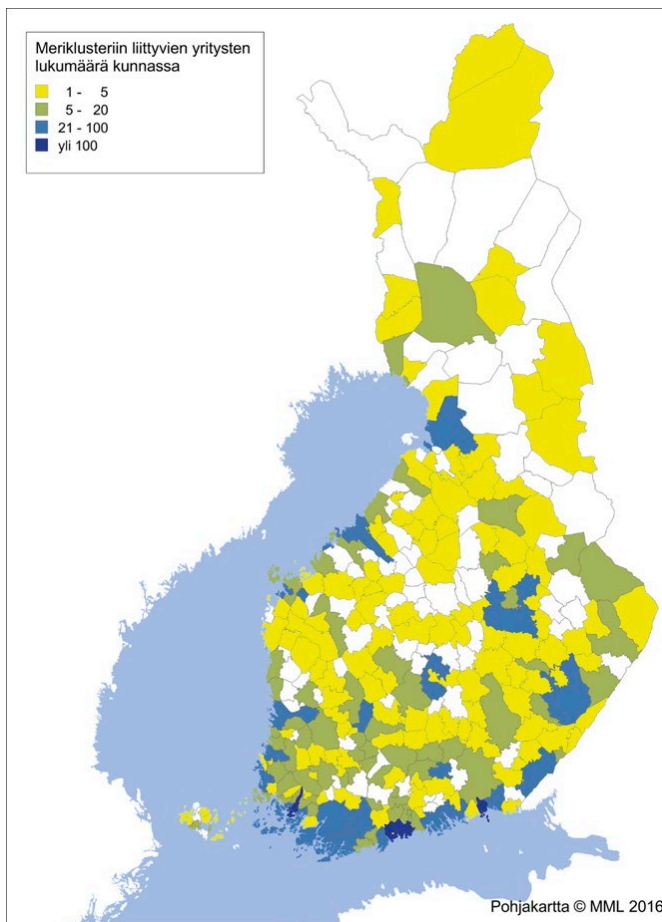 Meriklusteriin liittyvien yritysten
lukumäärä kunnassa
1 - 5
5 - 20
21 - 100
yli 100
Pohjakartta © MML 2016